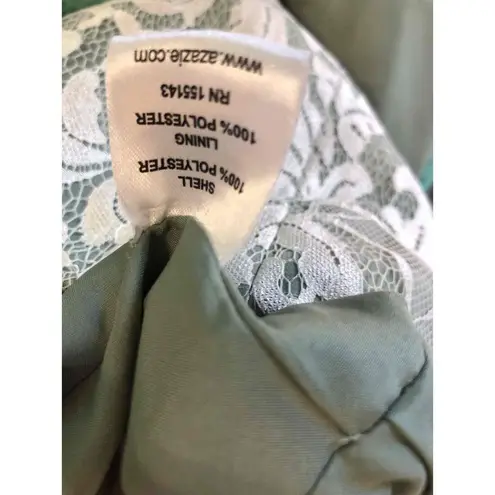 SHELL
100% POLYESTER
LINING
100% POLYESTER
RN 155143
www.azazie.com